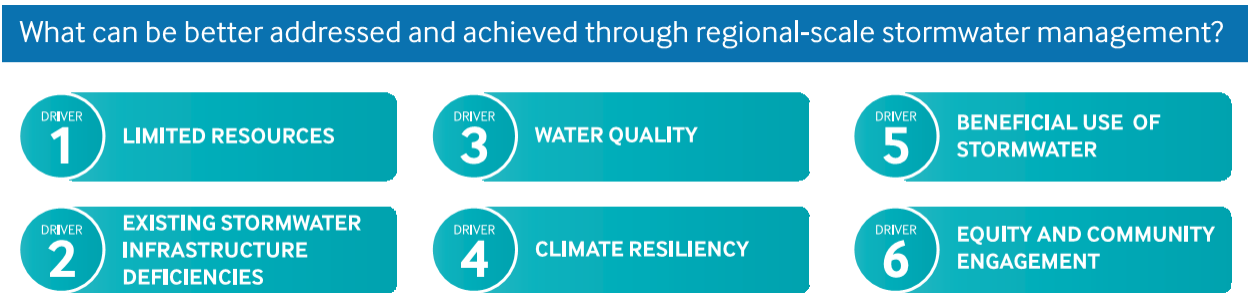 What can be better addressed and achieved through regional-scale stormwater management?
DRIVER
1
LIMITED RESOURCES
DRIVER
2
EXISTING STORMWATER
INFRASTRUCTURE
DEFICIENCIES
DRIVER
3
WATER QUALITY
DRIVER
4
CLIMATE RESILIENCY
DRIVER
5
BENEFICIAL USE OF
STORMWATER
DRIVER
6
EQUITY AND COMMUNITY
ENGAGEMENT